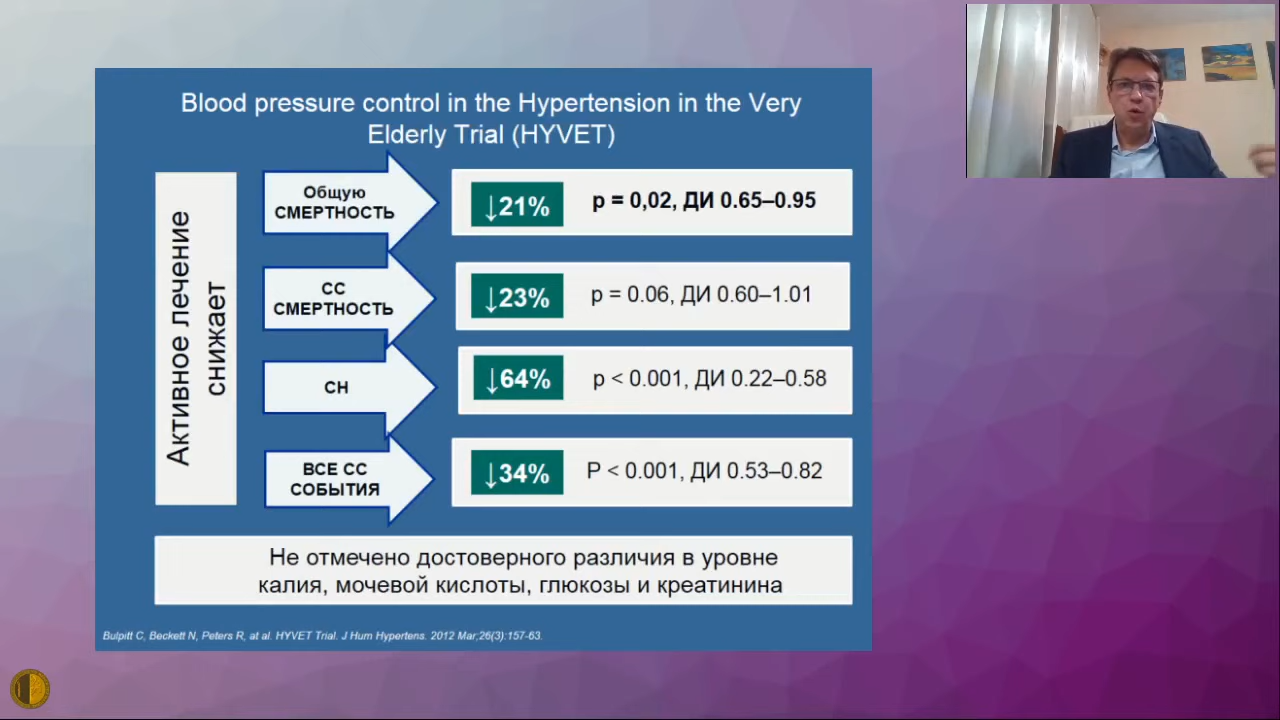 Blood pressure control in the Hypertension in the Very
Elderly Trial (HYVET)
Активное лечение
снижает
Общую
СМЕРТНОСТЬ
↓21%
p = 0,02, ДИ 0.65–0.95
СС
СМЕРТНОСТЬ
↓23%
p = 0.06, ДИ 0.60–1.01
СН
↓64%
p < 0.001, ДИ 0.22–0.58
ВСЕ СС
СОБЫТИЯ
↓34%
P < 0.001, ДИ 0.53–0.82
Не отмечено достоверного различия в уровне
калия, мочевой кислоты, глюкозы и креатинина
Bulpitt C, Beckett N, Peters R, at al. HYVET Trial. J Hum Hypertens. 2012 Mar;26(3):157-63.